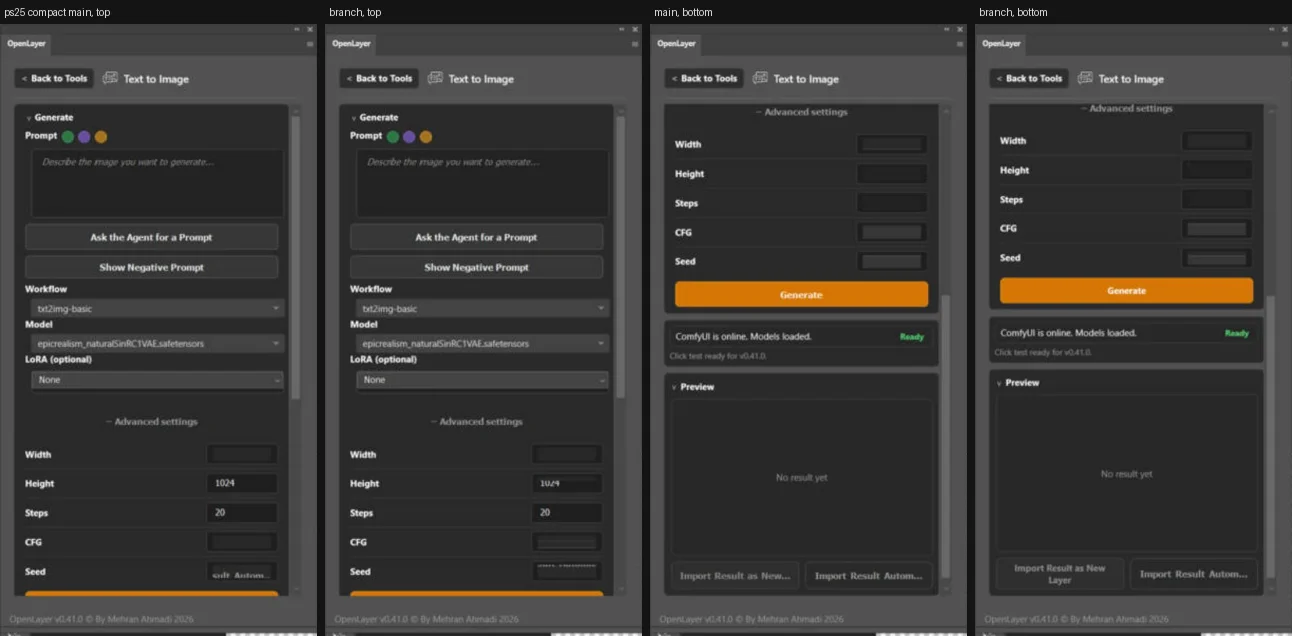 ps25 compact main, top
OpenLayer
< Back to Tools
Text to Image
Generate
Prompt
Describe the image you want to generate...
Ask the Agent for a Prompt
Show Negative Prompt
Workflow
txt2img-basic
Model
epicrealism_naturalSinRC1VAE.safetensors
LoRA (optional)
None
– Advanced settings
Width
Height
1024
Steps
20
CFG
Seed
OpenLayer v0.41.0 © By Mehran Ahmadi 2026
branch, top
OpenLayer
< Back to Tools
Text to Image
Generate
Prompt
Describe the image you want to generate...
Ask the Agent for a Prompt
Show Negative Prompt
Workflow
txt2img-basic
Model
epicrealism_naturalSinRC1VAE.safetensors
LoRA (optional)
None
– Advanced settings
Width
Height
1024
Steps
20
CFG
Seed
OpenLayer v0.41.0 © By Mehran Ahmadi 2026
main, bottom
OpenLayer
< Back to Tools
Text to Image
– Advanced settings
Width
Height
Steps
CFG
Seed
Generate
ComfyUI is online. Models loaded.
Ready
Click test ready for v0.41.0.
Preview
No result yet
Import Result as New...
Import Result Autom...
OpenLayer v0.41.0 © By Mehran Ahmadi 2026
branch, bottom
OpenLayer
< Back to Tools
Text to Image
– Advanced settings
Width
Height
Steps
CFG
Seed
Generate
ComfyUI is online. Models loaded.
Ready
Click test ready for v0.41.0.
Preview
No result yet
Import Result as New
Layer
Import Result Autom...
OpenLayer v0.41.0 © By Mehran Ahmadi 2026